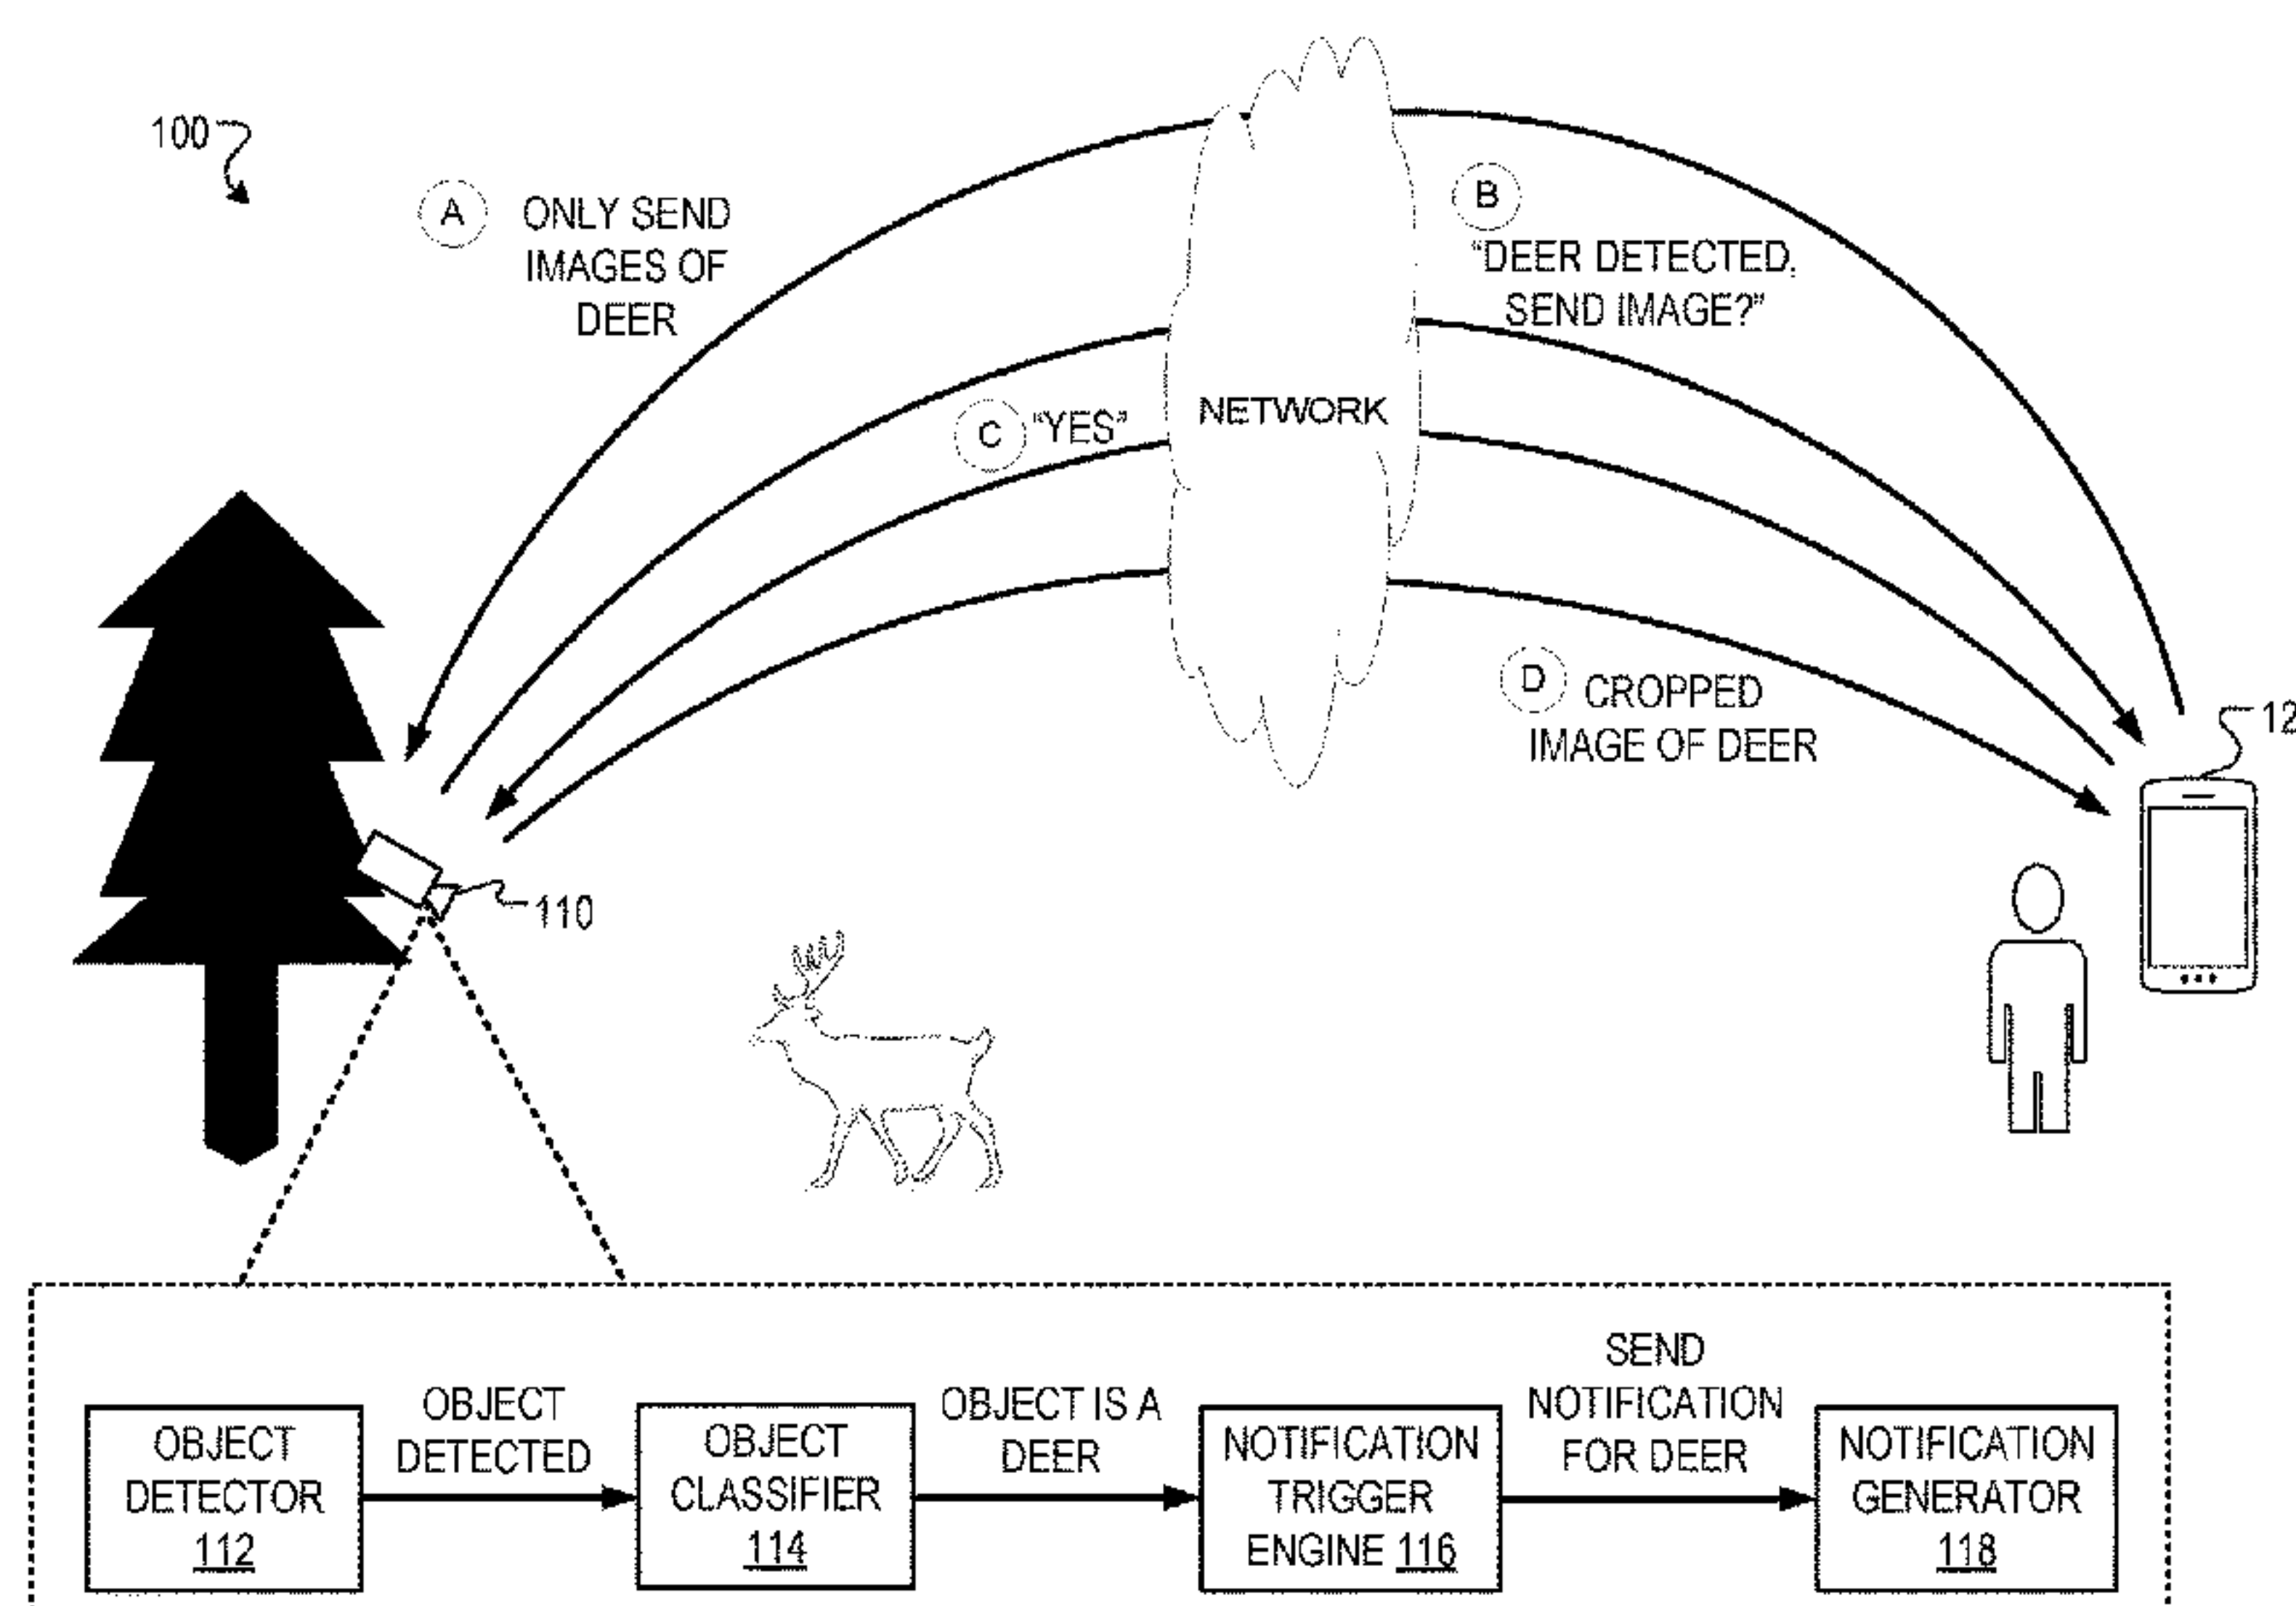 100
A ONLY SEND
IMAGES OF
DEER
B
"DEER DETECTED,
SEND IMAGE?"
NETWORK
C "YES"
D CROPPED
IMAGE OF DEER
12
110
OBJECT
DETECTOR
112
OBJECT
DETECTED
OBJECT
CLASSIFIER
114
OBJECT IS A
DEER
NOTIFICATION
TRIGGER
ENGINE 116
SEND
NOTIFICATION
FOR DEER
NOTIFICATION
GENERATOR
118